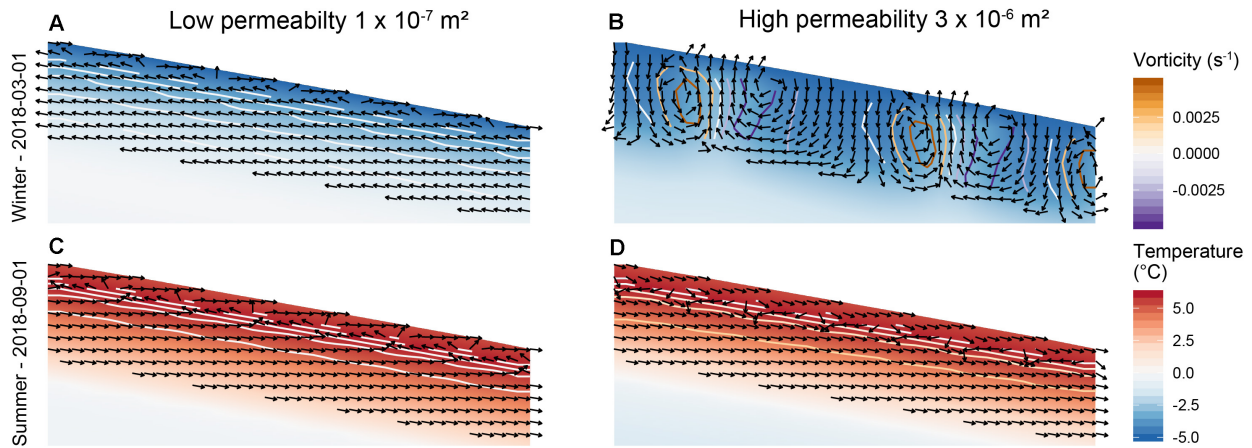 A
Low permeabilty 1 x 10⁻⁷ m²
B
High permeability 3 x 10⁻⁶ m²
Winter - 2018-03-01
Vorticity (s⁻¹)
0.0025
0.0000
-0.0025
C
D
Summer - 2018-09-01
Temperature
(°C)
5.0
2.5
0.0
-2.5
-5.0